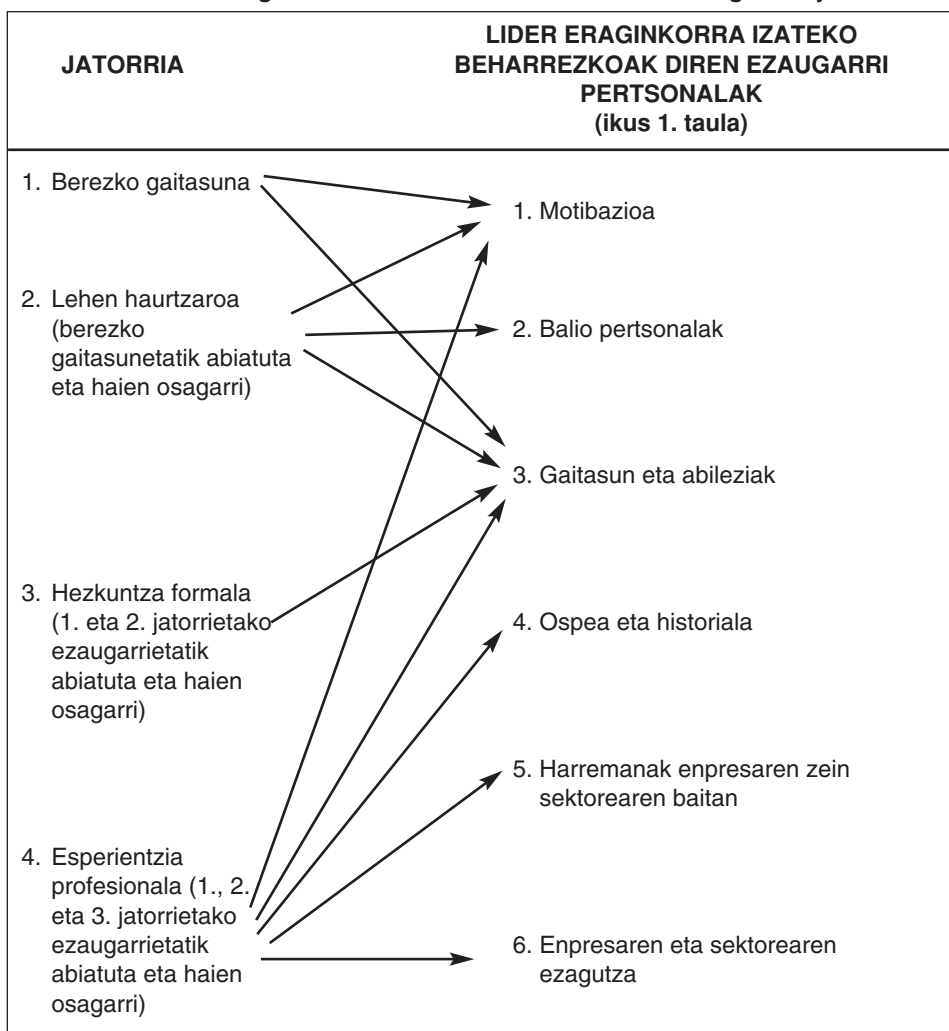 JATORRIA
LIDER ERAGINKORRA IZATEKO
BEHARREZKOAK DIREN EZAUGARRI
PERTSONALAK
(ikus 1. taula)
1. Berezko gaitasuna
2. Lehen haurtzaroa
(berezko
gaitasunetatik abiatuta
eta haien osagarri)
3. Hezkuntza formala
(1. eta 2. jatorrietako
ezaugarrietatik
abiatuta eta haien
osagarri)
4. Esperientzia
profesionala (1., 2.
eta 3. jatorrietako
ezaugarrietatik
abiatuta eta haien
osagarri)
1. Motibazioa
2. Balio pertsonalak
3. Gaitasun eta abileziak
4. Ospea eta historiala
5. Harremanak enpresaren zein
sektorearen baitan
6. Enpresaren eta sektorearen
ezagutza